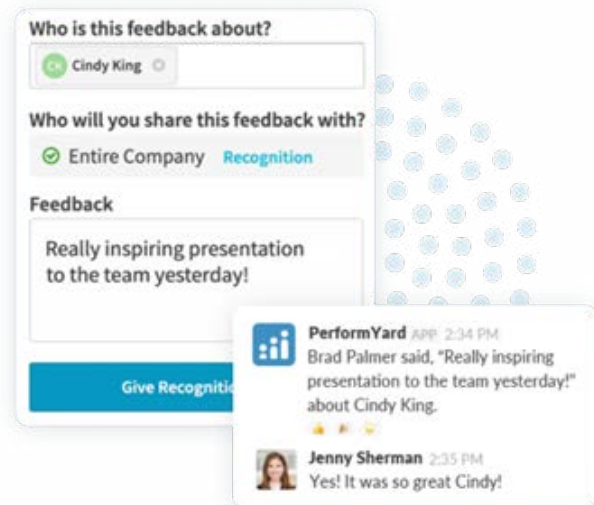 Who is this feedback about?
CK Cindy King
Who will you share this feedback with?
Entire Company Recognition
Feedback
Really inspiring presentation
to the team yesterday!
Give
PerformYard APP 2:34 PM
Brad Palmer said, "Really inspiring
presentation to the team yesterday!"
about Cindy King.
Jenny Sherman 2:35 PM
Yes! It was so great Cindy!